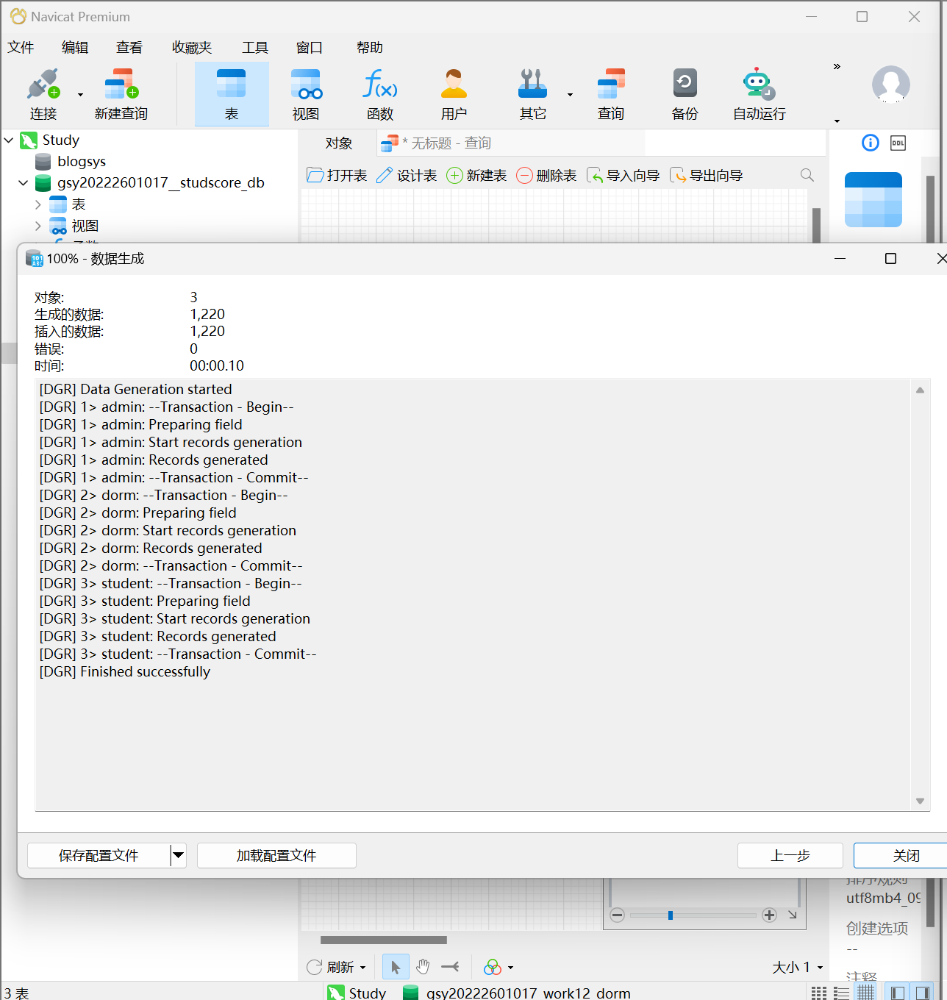 Navicat Premium
文件 编辑 查看 收藏夹 工具 窗口 帮助
连接 新建查询 表 视图 函数 用户 其它 查询 备份 自动运行
Study
blogsys
gsy20222601017__studscore_db
表
视图
对象 * 无标题 - 查询
打开表 设计表 新建表 删除表 导入向导 导出向导
DDL
100% - 数据生成
对象: 3
生成的数据: 1,220
插入的数据: 1,220
错误: 0
时间: 00:00.10
[DGR] Data Generation started
[DGR] 1> admin: --Transaction - Begin--
[DGR] 1> admin: Preparing field
[DGR] 1> admin: Start records generation
[DGR] 1> admin: Records generated
[DGR] 1> admin: --Transaction - Commit--
[DGR] 2> dorm: --Transaction - Begin--
[DGR] 2> dorm: Preparing field
[DGR] 2> dorm: Start records generation
[DGR] 2> dorm: Records generated
[DGR] 2> dorm: --Transaction - Commit--
[DGR] 3> student: --Transaction - Begin--
[DGR] 3> student: Preparing field
[DGR] 3> student: Start records generation
[DGR] 3> student: Records generated
[DGR] 3> student: --Transaction - Commit--
[DGR] Finished successfully
保存配置文件 加载配置文件 上一步 关闭
排序规则
utf8mb4_09
创建选项
--
注释
刷新 大小 1
3 表 Study gsy20222601017_work12_dorm